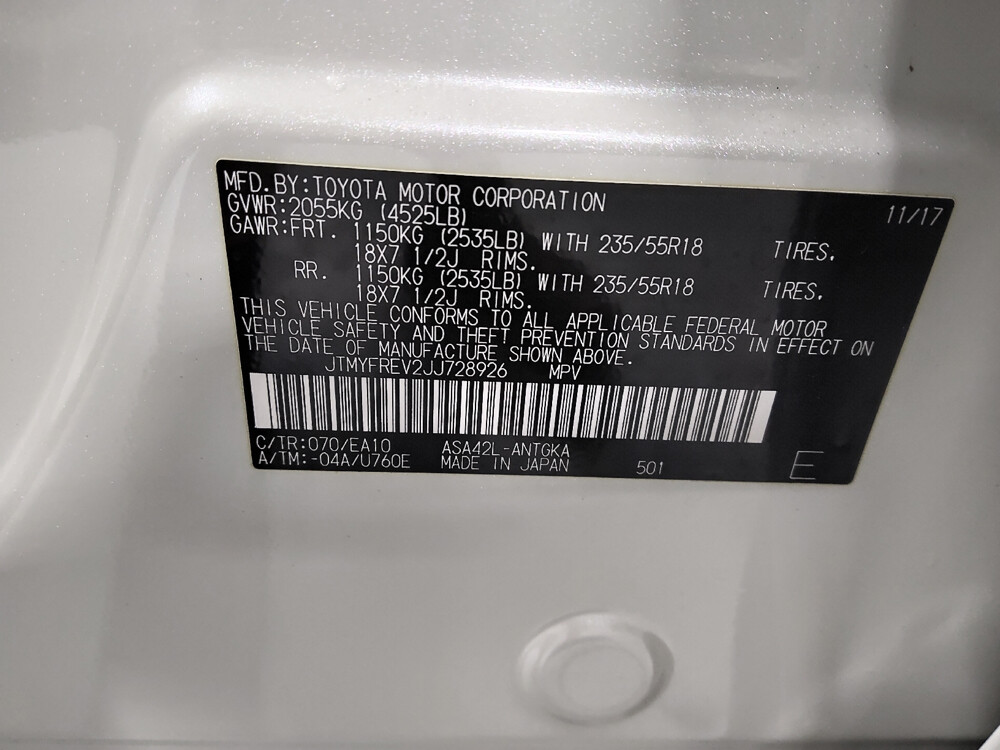 MFD.BY:TOYOTA MOTOR CORPORATION 11/17
GVWR:2055KG (4525LB)
GAWR:FRT. 1150KG (2535LB) WITH 235/55R18 TIRES.
18X7 1/2J RIMS.
RR. 1150KG (2535LB) WITH 235/55R18 TIRES.
18X7 1/2J RIMS.
THIS VEHICLE CONFORMS TO ALL APPLICABLE FEDERAL MOTOR
VEHICLE SAFETY AND THEFT PREVENTION STANDARDS IN EFFECT ON
THE DATE OF MANUFACTURE SHOWN ABOVE.
JTMYFREV2JJ728926 MPV
C/TR:070/EA10 ASA42L-ANTGKA
A/TM:-04A/U760E MADE IN JAPAN 501 E